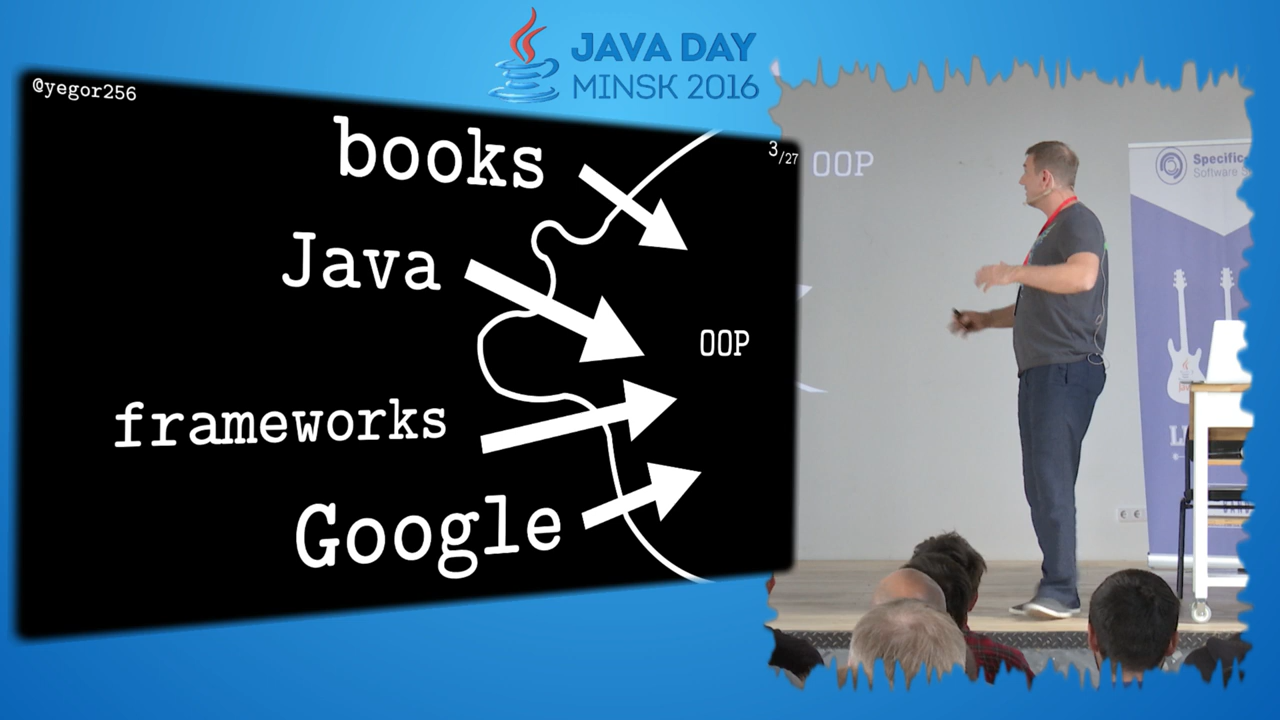 JAVA DAY
MINSK 2016
@yegor256
3/27
books
Java
OOP
frameworks
Google
OOP
Specific
Software S